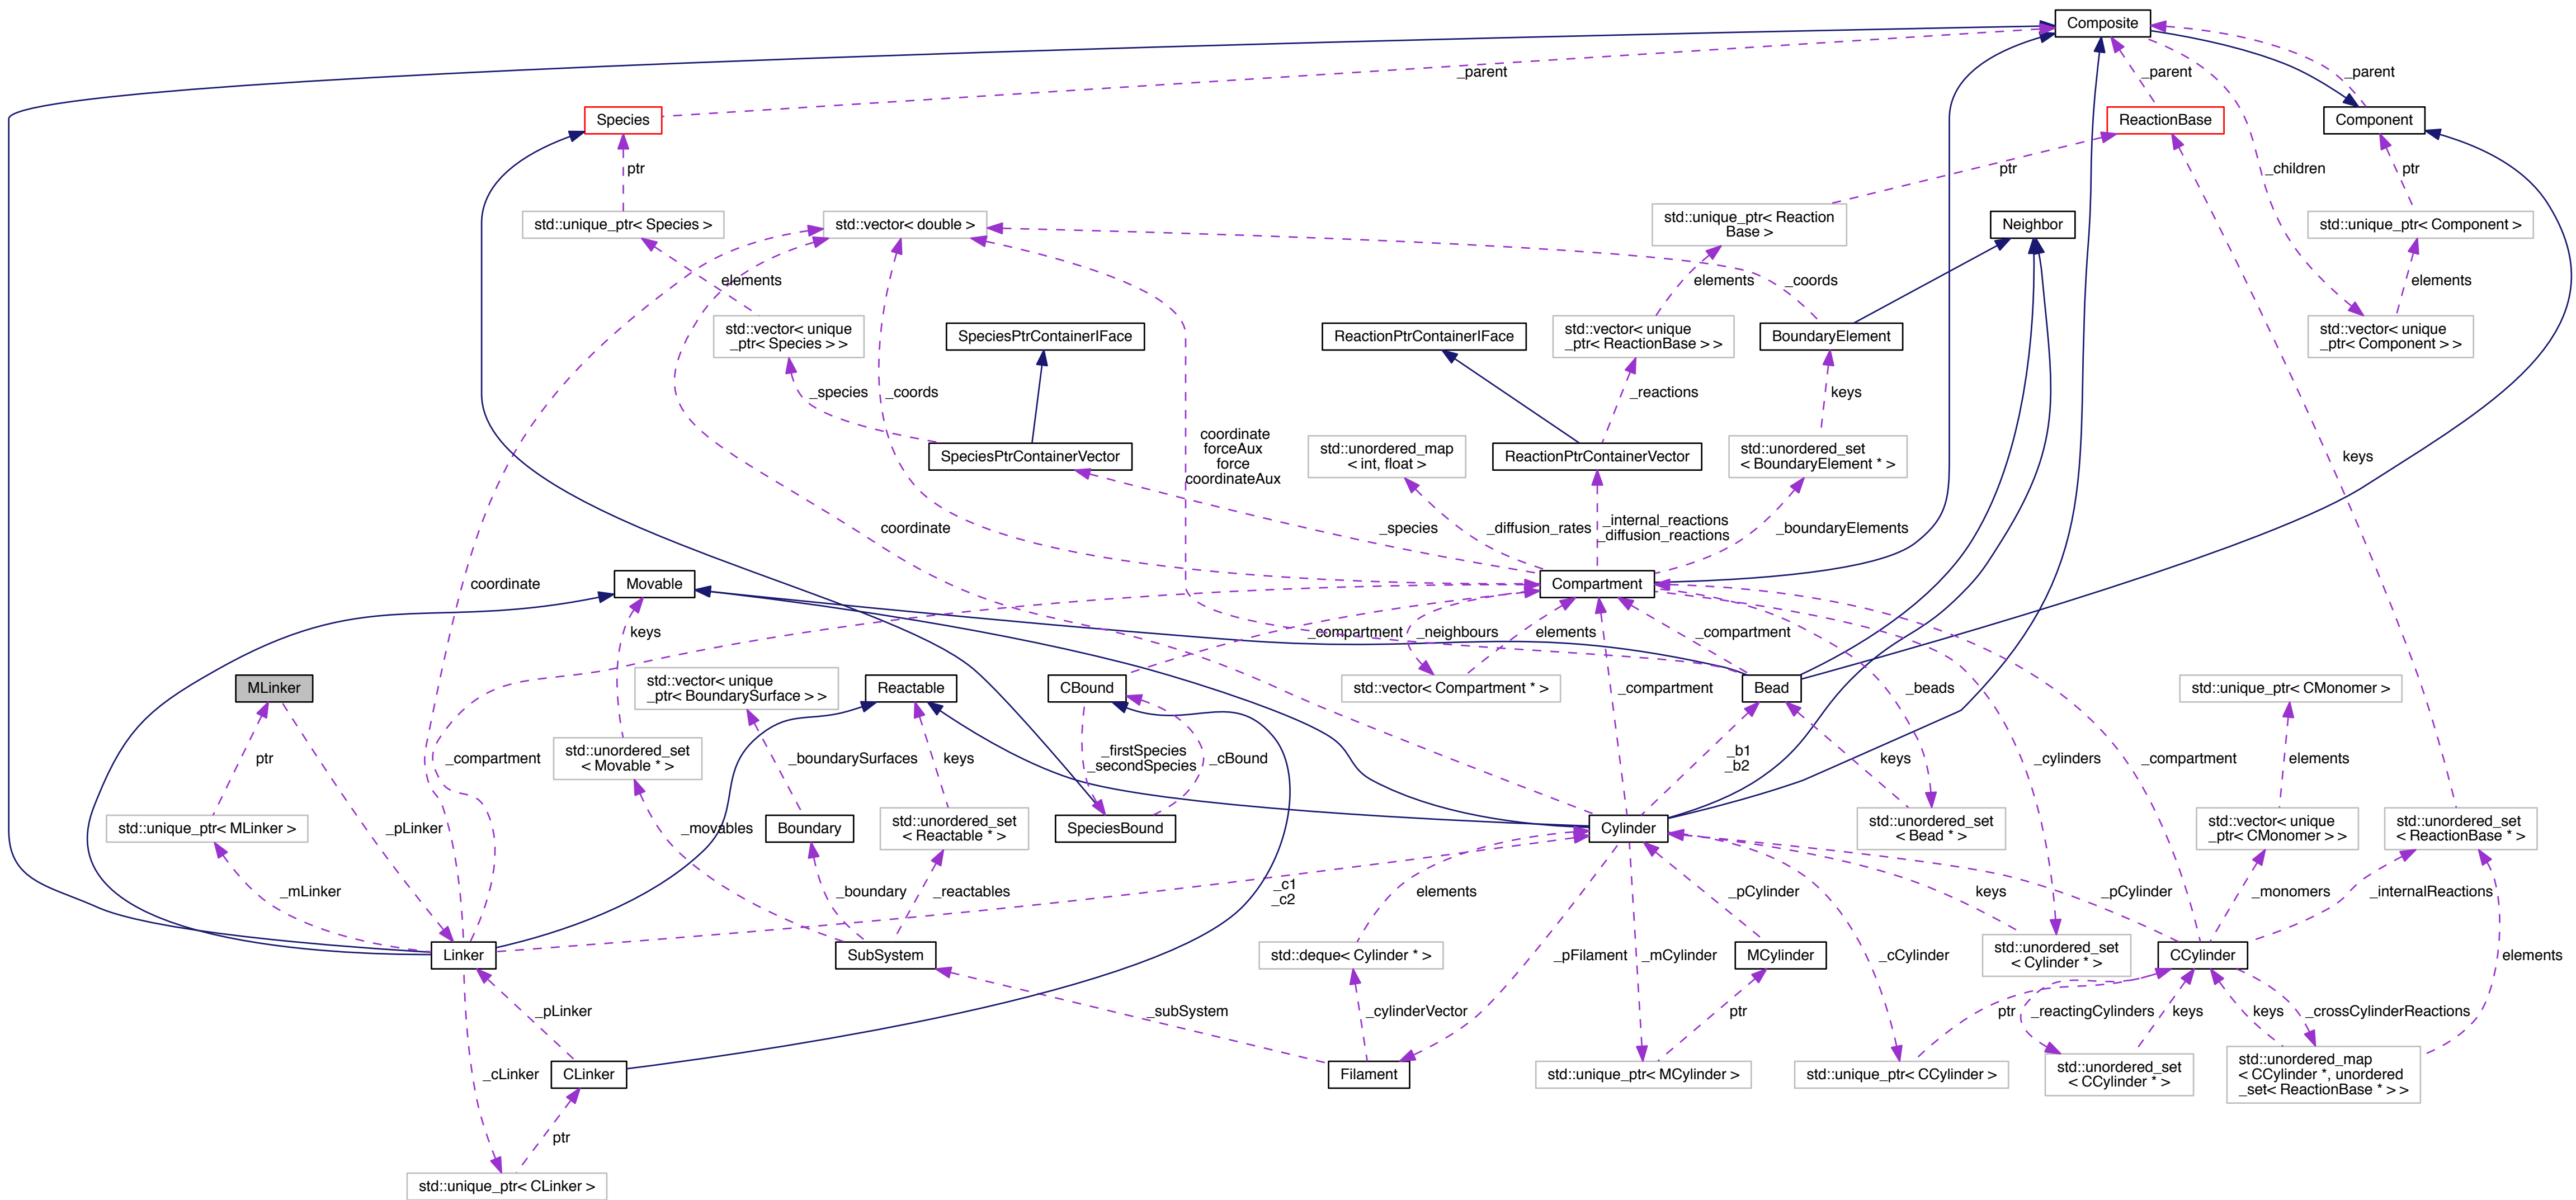 Composite
_parent
_parent
_parent
Species
ReactionBase
Component
ptr
ptr
_children
ptr
std::unique_ptr< Species >
std::vector< double >
std::unique_ptr< Reaction
Base >
Neighbor
std::unique_ptr< Component >
elements
elements
_coords
elements
std::vector< unique
_ptr< Species > >
SpeciesPtrContainerIFace
ReactionPtrContainerIFace
std::vector< unique
_ptr< ReactionBase > >
BoundaryElement
std::vector< unique
_ptr< Component > >
_species
_coords
_reactions
keys
coordinate
forceAux
force
coordinateAux
SpeciesPtrContainerVector
std::unordered_map
< int, float >
ReactionPtrContainerVector
std::unordered_set
< BoundaryElement * >
keys
coordinate
_species
_diffusion_rates
_internal_reactions
_diffusion_reactions
_boundaryElements
coordinate
Movable
Compartment
keys
_compartment
_neighbours
elements
_compartment
MLinker
std::vector< unique
_ptr< BoundarySurface > >
Reactable
CBound
std::vector< Compartment * >
_compartment
Bead
_beads
std::unique_ptr< CMonomer >
ptr
_compartment
std::unordered_set
< Movable * >
_boundarySurfaces
keys
_firstSpecies
_secondSpecies
_cBound
_b1
_b2
keys
_cylinders
_compartment
elements
std::unique_ptr< MLinker >
_pLinker
_movables
Boundary
std::unordered_set
< Reactable * >
SpeciesBound
Cylinder
std::unordered_set
< Bead * >
std::vector< unique
_ptr< CMonomer > >
std::unordered_set
< ReactionBase * >
_mLinker
_boundary
_reactables
_c1
_c2
elements
_pCylinder
keys
_pCylinder
_monomers
_internalReactions
Linker
SubSystem
std::deque< Cylinder * >
_pFilament
_mCylinder
MCylinder
_cCylinder
std::unordered_set
< Cylinder * >
CCylinder
elements
_pLinker
_subSystem
_cylinderVector
ptr
ptr
_reactingCylinders
keys
keys
_crossCylinderReactions
_cLinker
CLinker
Filament
std::unique_ptr< MCylinder >
std::unique_ptr< CCylinder >
std::unordered_set
< CCylinder * >
std::unordered_map
< CCylinder *, unordered
_set< ReactionBase * > >
ptr
std::unique_ptr< CLinker >